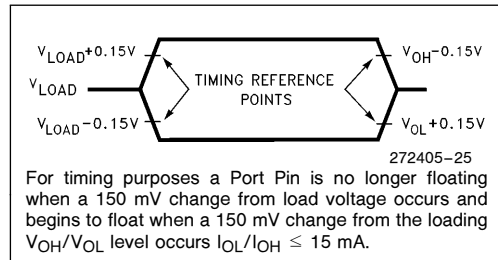 VLOAD+0.15V
VOH−0.15V
VLOAD
TIMING REFERENCE
POINTS
VLOAD−0.15V
VOL+0.15V
272405–25
For timing purposes a Port Pin is no longer floating
when a 150 mV change from load voltage occurs and
begins to float when a 150 mV change from the loading
VOH/VOL level occurs IOL/IOH ≤ 15 mA.